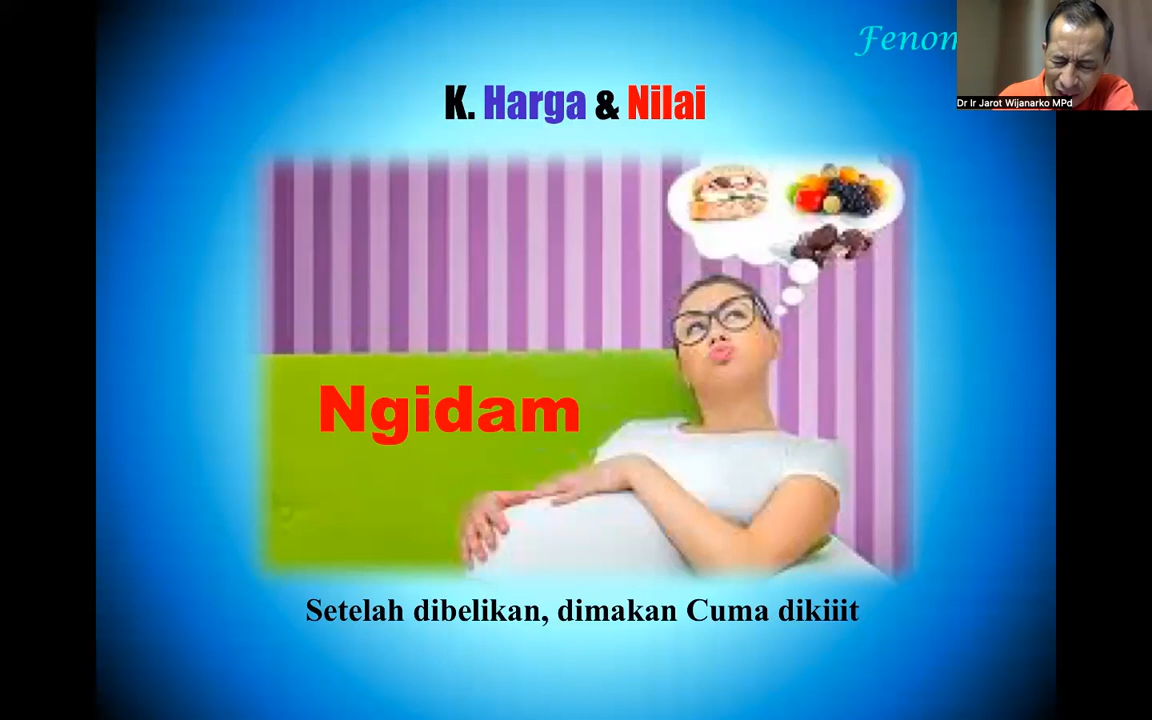 Fenom
Dr Ir Jarot Wijanarko MPd
K. Harga & Nilai
Ngidam
Setelah dibelikan, dimakan Cuma dikiiit